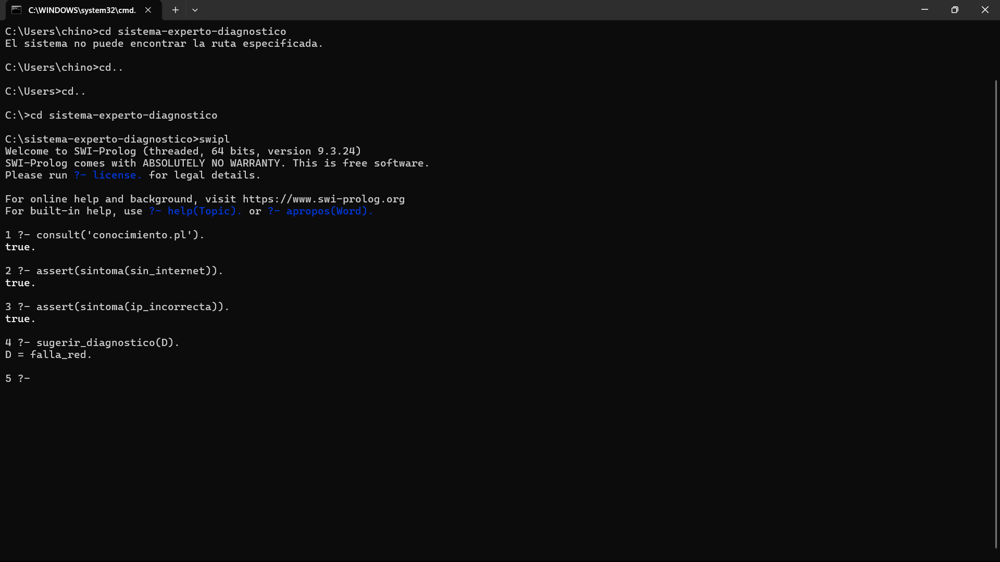 C:\WINDOWS\system32\cmd.
C:\Users\chino>cd sistema-experto-diagnostico
El sistema no puede encontrar la ruta especificada.
C:\Users\chino>cd..
C:\Users>cd..
C:\>cd sistema-experto-diagnostico
C:\sistema-experto-diagnostico>swipl
Welcome to SWI-Prolog (threaded, 64 bits, version 9.3.24)
SWI-Prolog comes with ABSOLUTELY NO WARRANTY. This is free software.
Please run ?- license. for legal details.
For online help and background, visit https://www.swi-prolog.org
For built-in help, use ?- help(Topic). or ?- apropos(Word).
1 ?- consult('conocimiento.pl').
true.
2 ?- assert(sintoma(sin_internet)).
true.
3 ?- assert(sintoma(ip_incorrecta)).
true.
4 ?- sugerir_diagnostico(D).
D = falla_red.
5 ?-